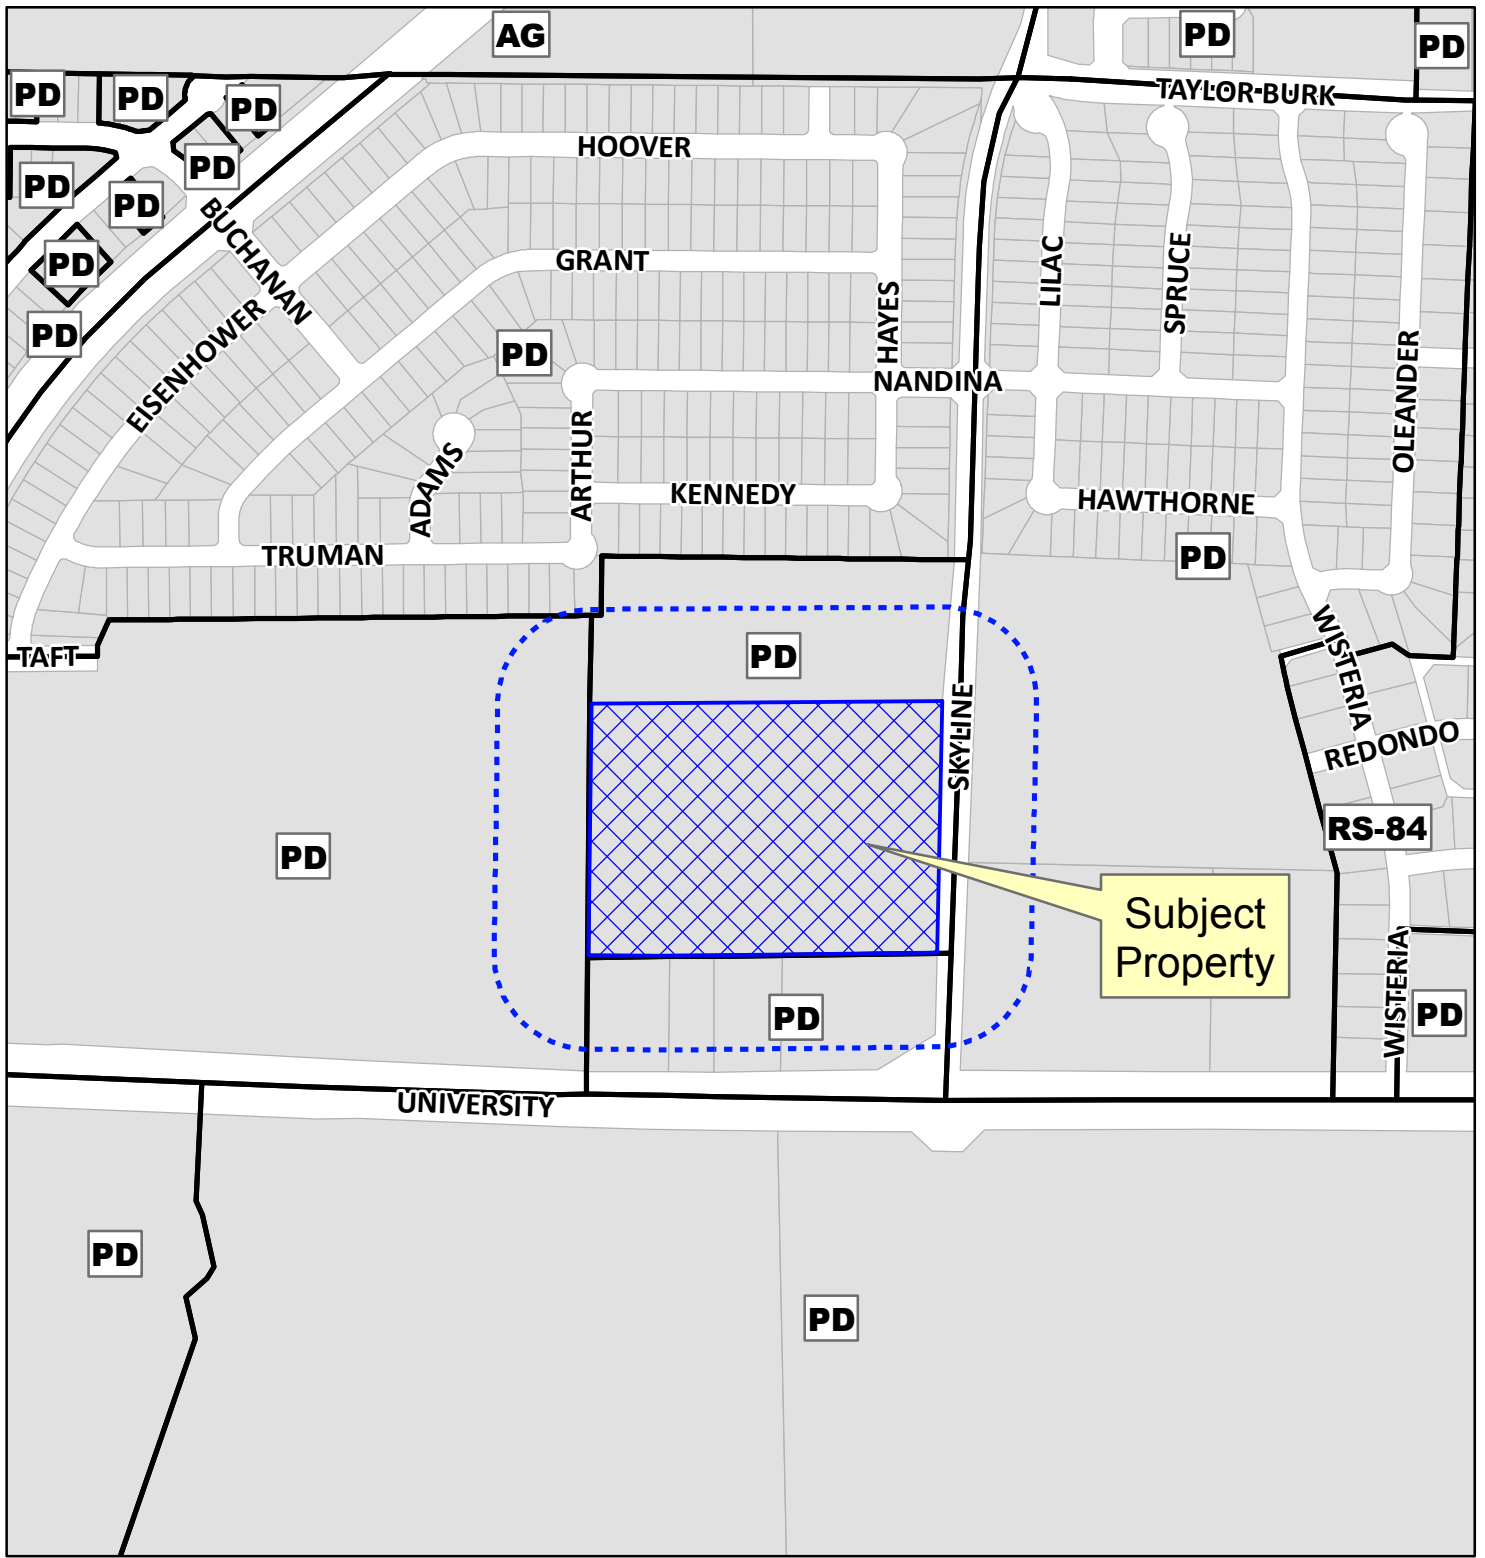 AG
PD
PD
PD
PD
PD
TAYLOR BURK
HOOVER
PD
PD
PD
BUCHANAN
LILAC
SPRUCE
GRANT
PD
HAYES
EISENHOWER
PD
PD
NANDINA
OLEANDER
ADAMS
ARTHUR
KENNEDY
HAWTHORNE
TRUMAN
PD
TAFT
PD
WISTERIA
SKYLINE
REDONDO
RS-84
PD
Subject
Property
WISTERIA
PD
PD
UNIVERSITY
PD
PD